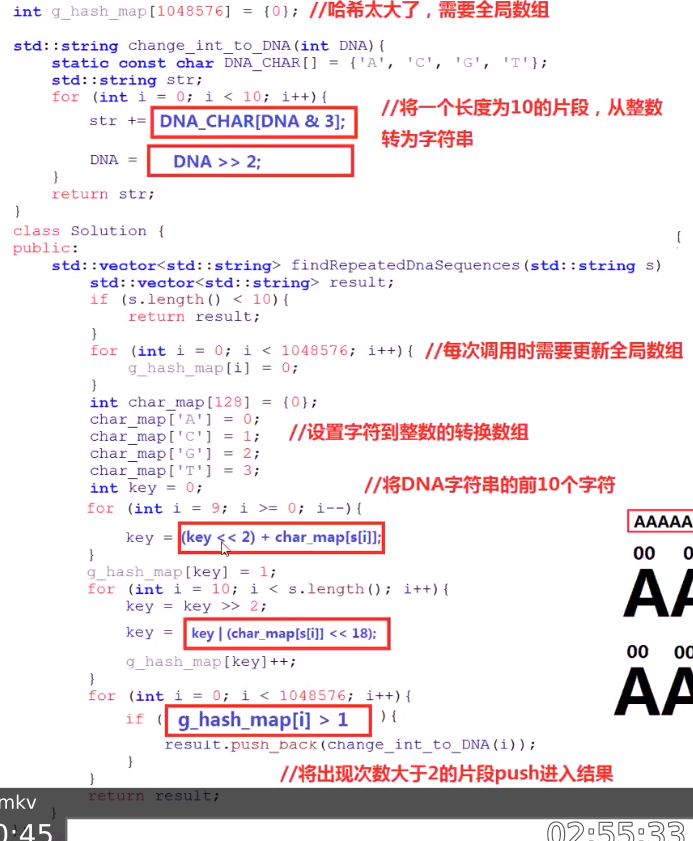 int g_hash_map[1048576] = {0}; //哈希太大了，需要全局数组
std::string change_int_to_DNA(int DNA){
static const char DNA_CHAR[] = {'A', 'C', 'G', 'T'};
std::string str;
for (int i = 0; i < 10; i++){
str += DNA_CHAR[DNA & 3];
//将一个长度为10的片段，从整数
转为字符串
DNA = DNA >> 2;
}
return str;
}
class Solution {
public:
{
std::vector<std::string> findRepeatedDnaSequences(std::string s)
std::vector<std::string> result;
if (s.length() < 10){
return result;
}
for (int i = 0; i < 1048576; i++){ //每次调用时需要更新全局数组
g_hash_map[i] = 0;
}
int char_map[128] = {0};
char_map['A'] = 0;
char_map['C'] = 1; //设置字符到整数的转换数组
char_map['G'] = 2;
char_map['T'] = 3;
int key = 0; //将DNA字符串的前10个字符
for (int i = 9; i >= 0; i--){
key = (key << 2) + char_map[s[i]];
}
g_hash_map[key] = 1;
for (int i = 10; i < s.length(); i++){
key = key >> 2;
key = key | (char_map[s[i]] << 18);
g_hash_map[key]++;
}
for (int i = 0; i < 1048576; i++){
if ( g_hash_map[i] > 1 ){
result.push_back(change_int_to_DNA(i));
}
//将出现次数大于2的片段push进入结果
}
return result;
}
AAAAA
00
AA
00 00
AA
mkv
0:45
02:55:33